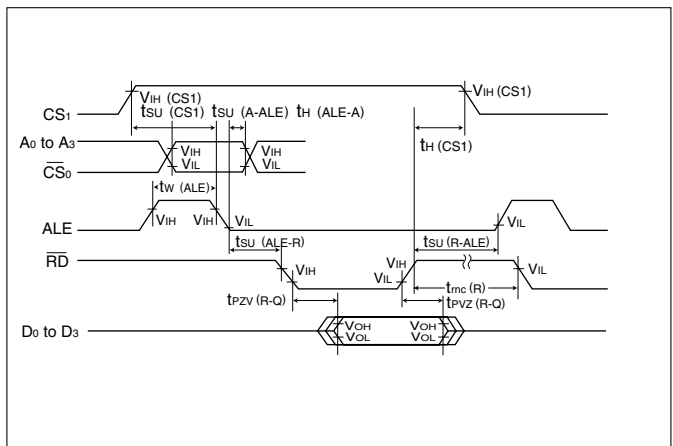 VIH (CS1)
VIH (CS1)
CS1
tSU (CS1) tSU (A-ALE) tH (ALE-A)
A0 to A3
VIH
VIH
tH (CS1)
CS0
VIL
VIL
tW (ALE)
ALE
VIH
VIH
VIL
VIL
tSU (ALE-R)
tSU (R-ALE)
RD
VIH
VIH
VIL
VIL
tPZV (R-Q)
trnc (R)
tPVZ (R-Q)
D0 to D3
VOH
VOH
VOL
VOL